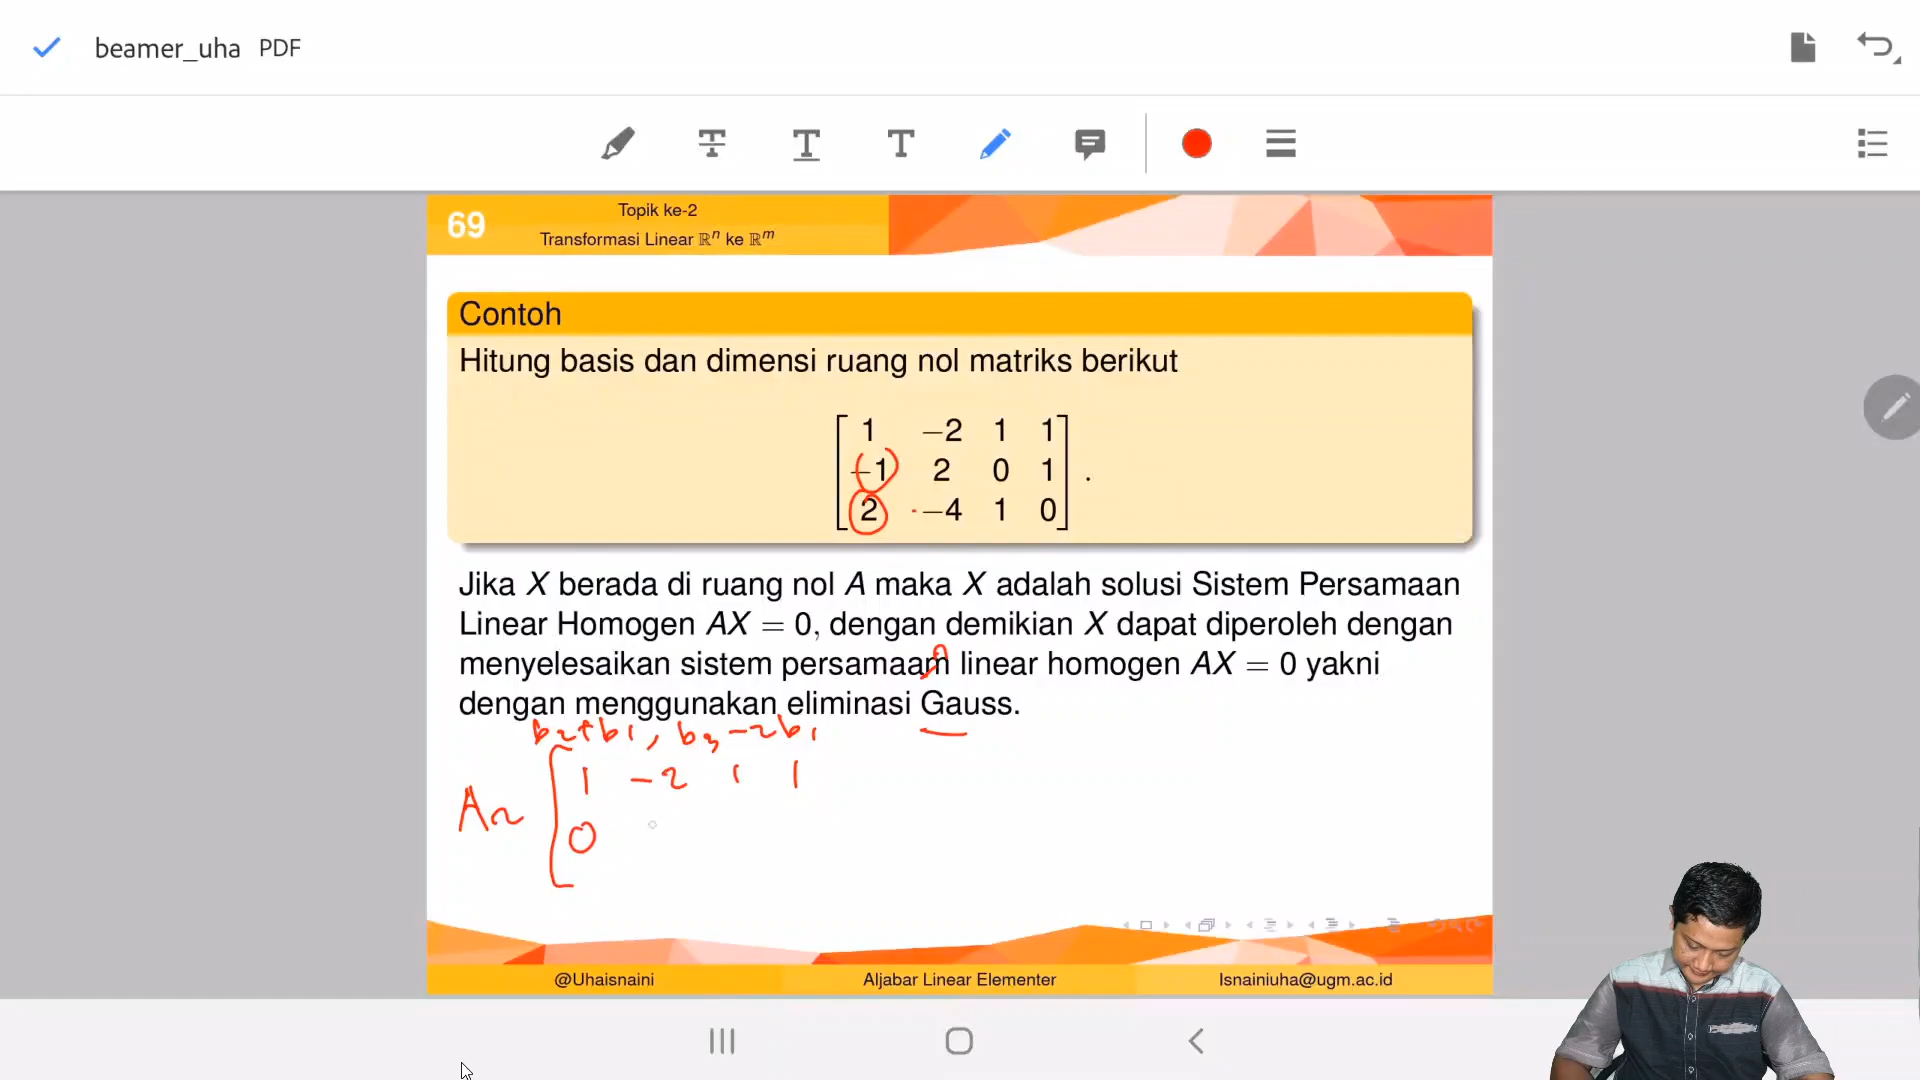 beamer_uha PDF
69
Topik ke-2
Transformasi Linear ℝⁿ ke ℝᵐ
Contoh
Hitung basis dan dimensi ruang nol matriks berikut
1 −2 1 1
−1 2 0 1
2 −4 1 0
.
Jika X berada di ruang nol A maka X adalah solusi Sistem Persamaan
Linear Homogen AX = 0, dengan demikian X dapat diperoleh dengan
menyelesaikan sistem persamaam linear homogen AX = 0 yakni
n
dengan menggunakan eliminasi Gauss.
b₂+b₁, b₃-2b₁
A~
1 -2 1 1
0
@Uhaisnaini Aljabar Linear Elementer Isnainiuha@ugm.ac.id